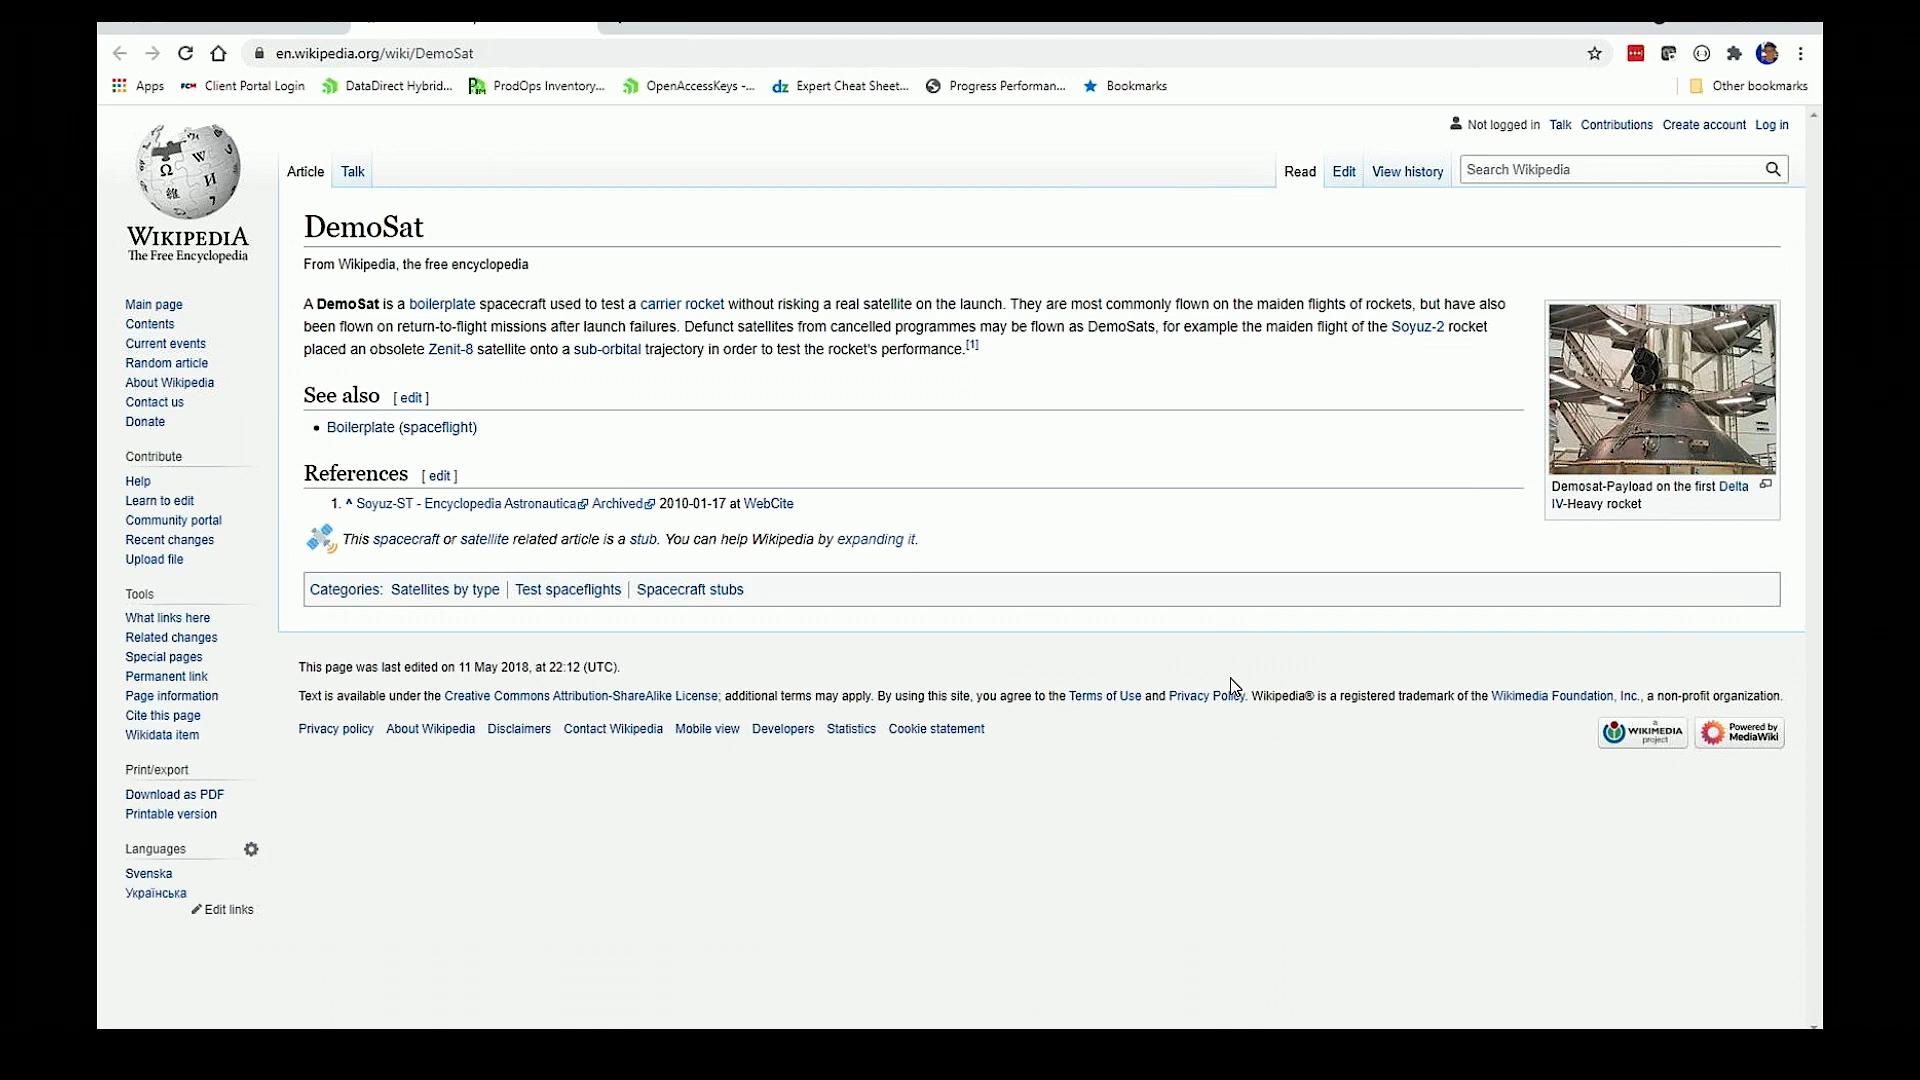 en.wikipedia.org/wiki/DemoSat
Apps FCM Client Portal Login DataDirect Hybrid... ProdOps Inventory... OpenAccessKeys -... dz Expert Cheat Sheet... Progress Performan... Bookmarks Other bookmarks
Not logged in Talk Contributions Create account Log in
Article Talk Read Edit View history Search Wikipedia
WIKIPEDIA
The Free Encyclopedia
DemoSat
From Wikipedia, the free encyclopedia
A DemoSat is a boilerplate spacecraft used to test a carrier rocket without risking a real satellite on the launch. They are most commonly flown on the maiden flights of rockets, but have also
been flown on return-to-flight missions after launch failures. Defunct satellites from cancelled programmes may be flown as DemoSats, for example the maiden flight of the Soyuz-2 rocket
placed an obsolete Zenit-8 satellite onto a sub-orbital trajectory in order to test the rocket's performance.[1]
Demosat-Payload on the first Delta
IV-Heavy rocket
See also [ edit ]
• Boilerplate (spaceflight)
References [ edit ]
1. ^ Soyuz-ST - Encyclopedia Astronautica Archived 2010-01-17 at WebCite
This spacecraft or satellite related article is a stub. You can help Wikipedia by expanding it.
Categories: Satellites by type | Test spaceflights | Spacecraft stubs
This page was last edited on 11 May 2018, at 22:12 (UTC).
Text is available under the Creative Commons Attribution-ShareAlike License; additional terms may apply. By using this site, you agree to the Terms of Use and Privacy Policy. Wikipedia® is a registered trademark of the Wikimedia Foundation, Inc., a non-profit organization.
Privacy policy About Wikipedia Disclaimers Contact Wikipedia Mobile view Developers Statistics Cookie statement
a
WIKIMEDIA
project
Powered by
MediaWiki
Main page
Contents
Current events
Random article
About Wikipedia
Contact us
Donate
Contribute
Help
Learn to edit
Community portal
Recent changes
Upload file
Tools
What links here
Related changes
Special pages
Permanent link
Page information
Cite this page
Wikidata item
Print/export
Download as PDF
Printable version
Languages
Svenska
Українська
Edit links